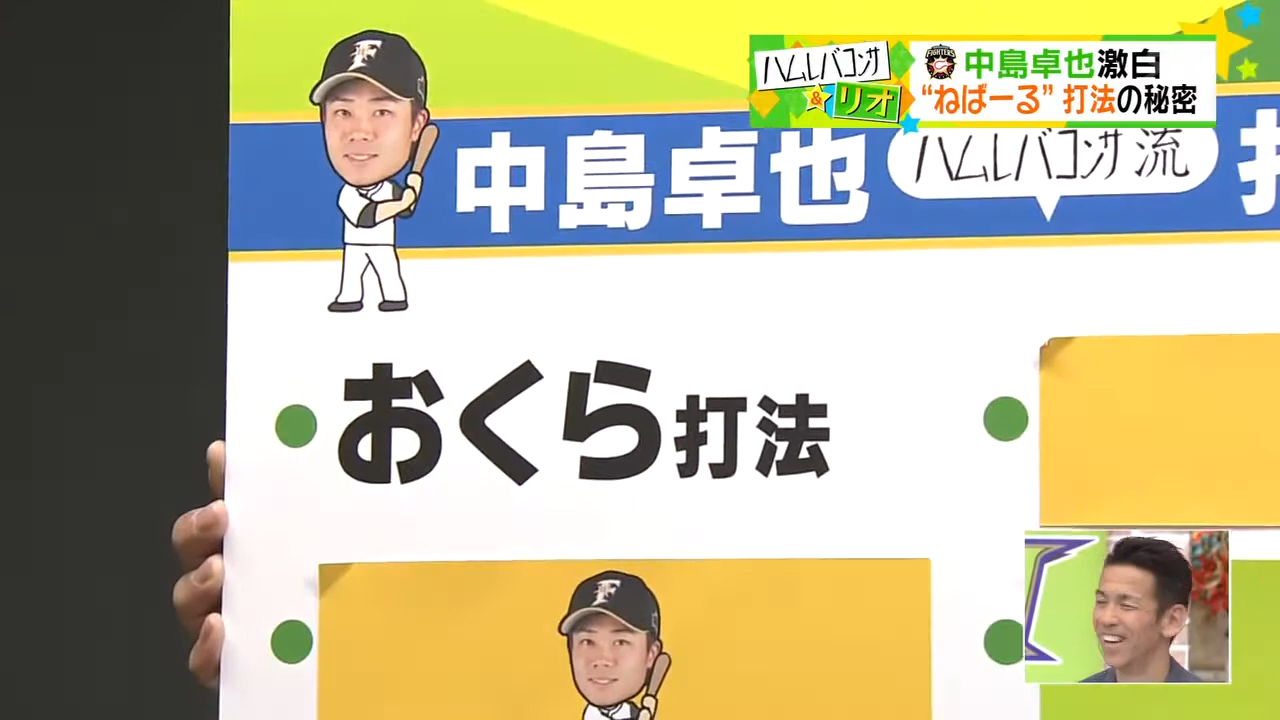 ハムレバコンサ
&リオ
FIGHTERS
中島卓也激白
“ねばーる”打法の秘密
中島卓也
ハムレバコンサ流
F
おくら打法
F